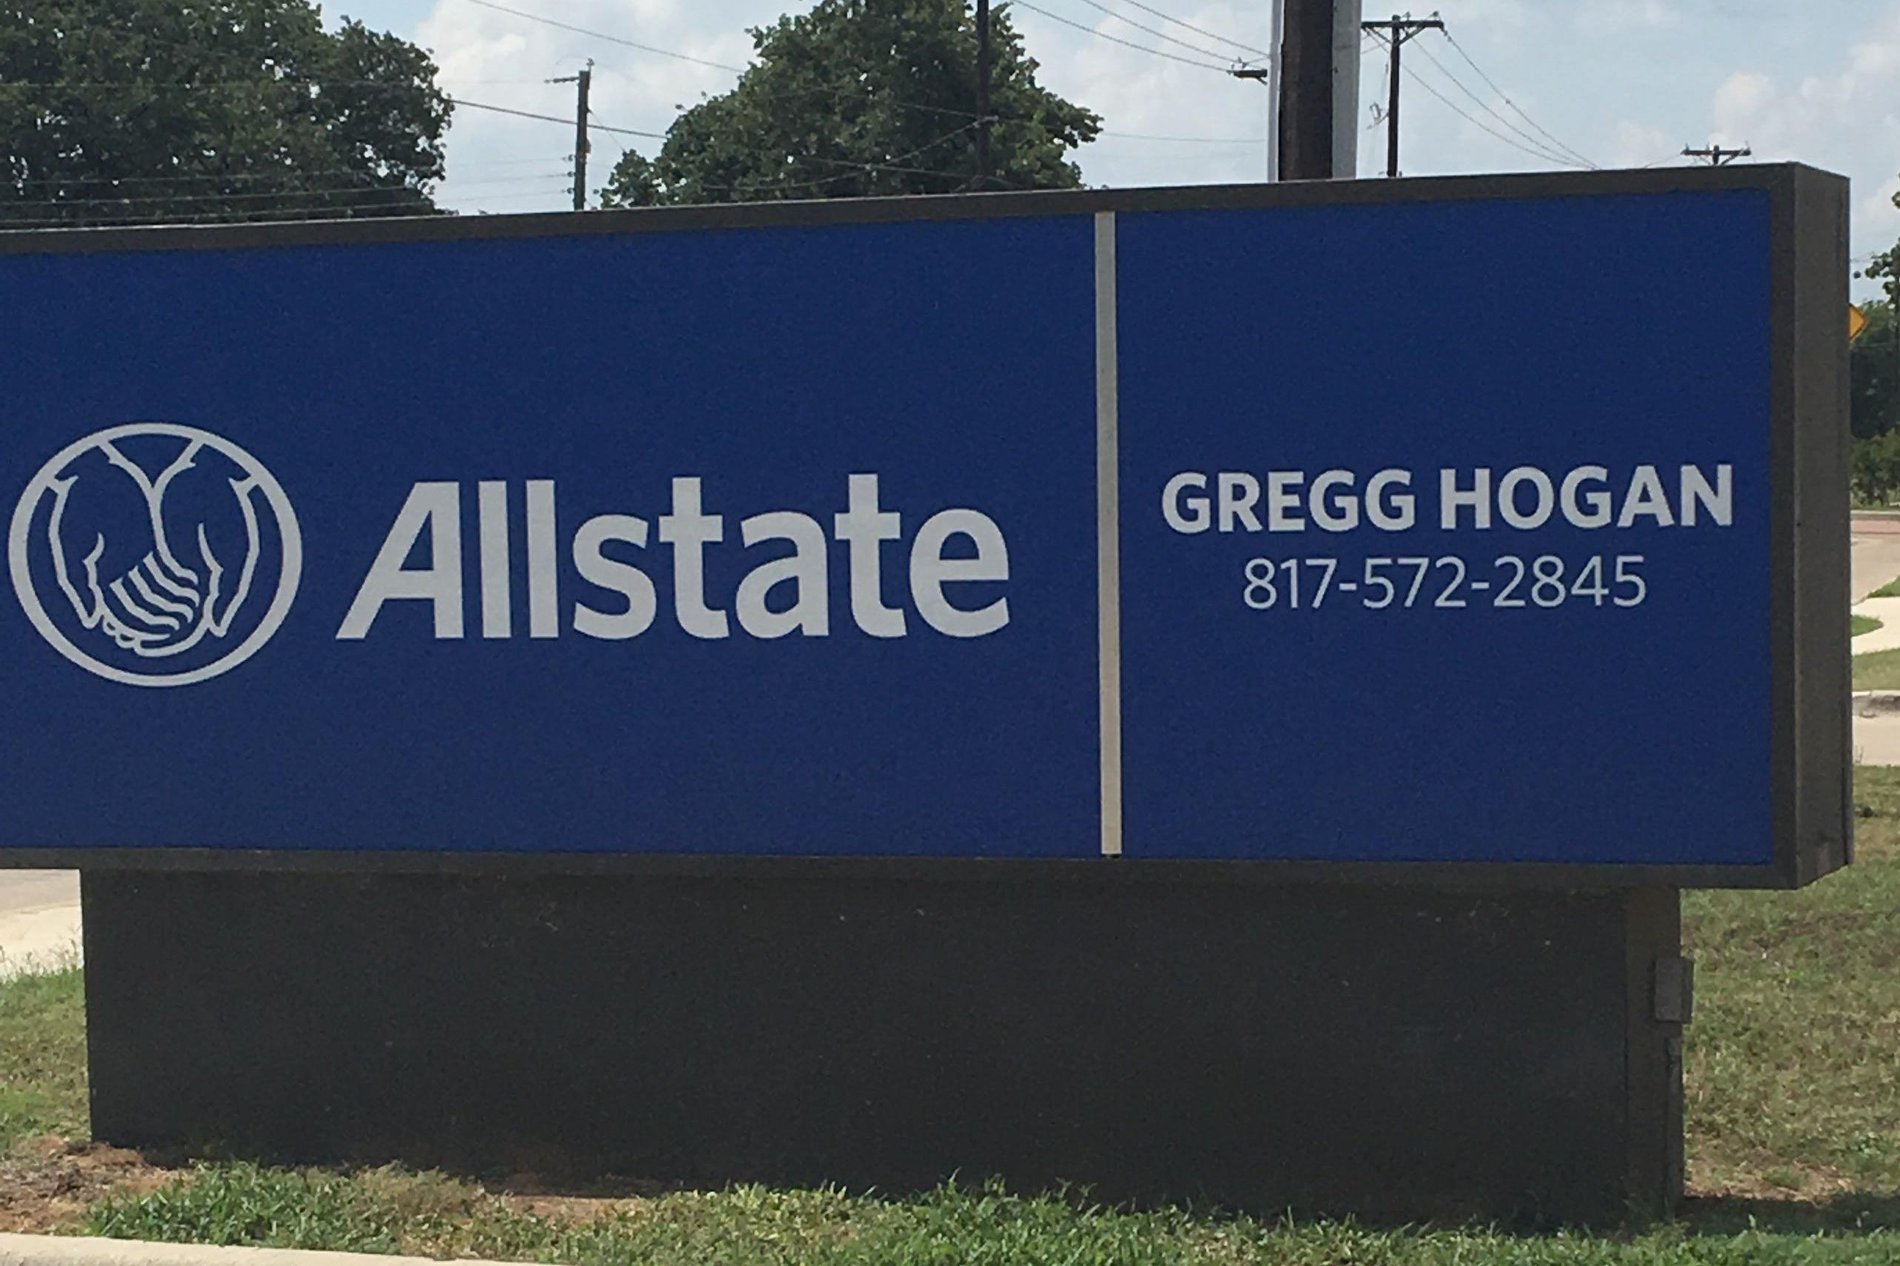 Allstate
GREGG HOGAN
817-572-2845